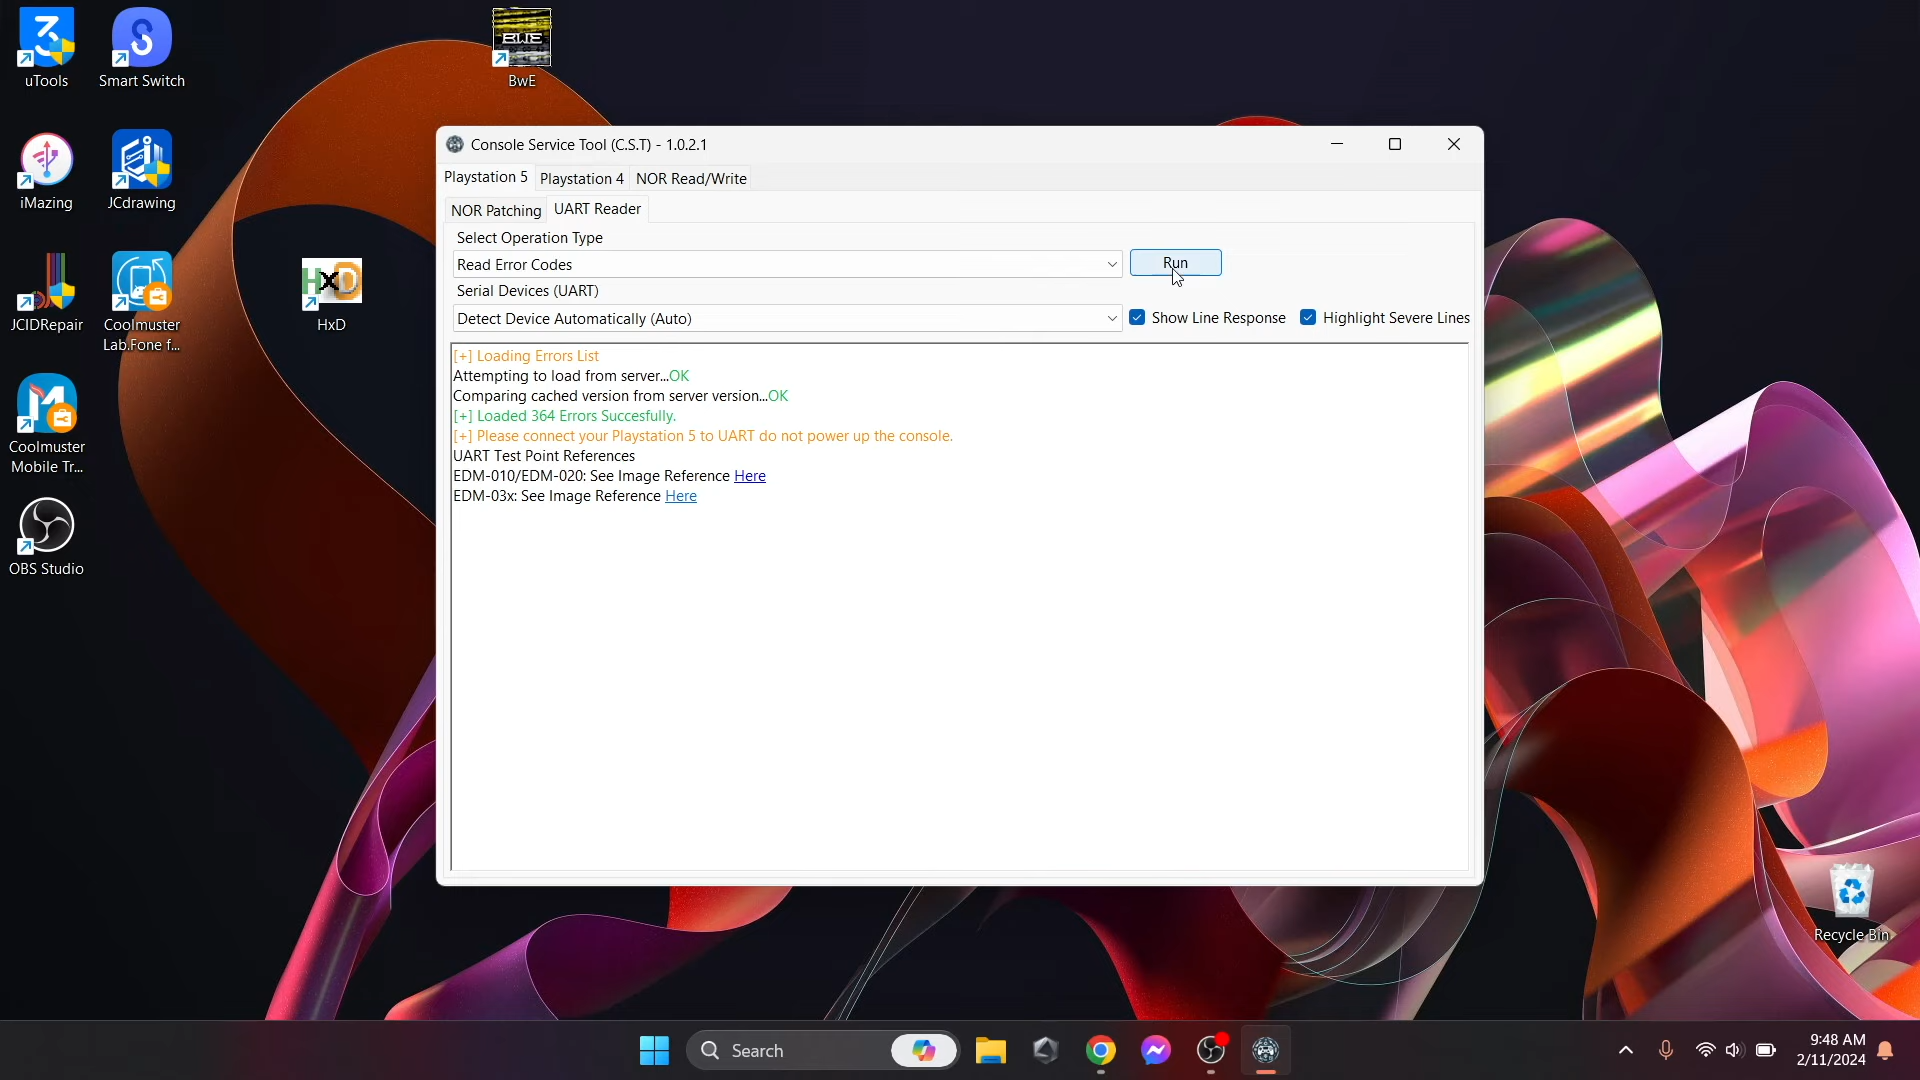 uTools
Smart Switch
BWE
BwE
iMazing
JCdrawing
JCIDRepair
Coolmuster
Lab.Fone f...
HxD
HxD
Coolmuster
Mobile Tr...
OBS Studio
Console Service Tool (C.S.T) - 1.0.2.1
Playstation 5 Playstation 4 NOR Read/Write
NOR Patching UART Reader
Select Operation Type
Read Error Codes Run
Serial Devices (UART)
Detect Device Automatically (Auto) Show Line Response Highlight Severe Lines
[+] Loading Errors List
Attempting to load from server...OK
Comparing cached version from server version...OK
[+] Loaded 364 Errors Succesfully.
[+] Please connect your Playstation 5 to UART do not power up the console.
UART Test Point References
EDM-010/EDM-020: See Image Reference Here
EDM-03x: See Image Reference Here
Recycle Bin
Search
9:48 AM
2/11/2024